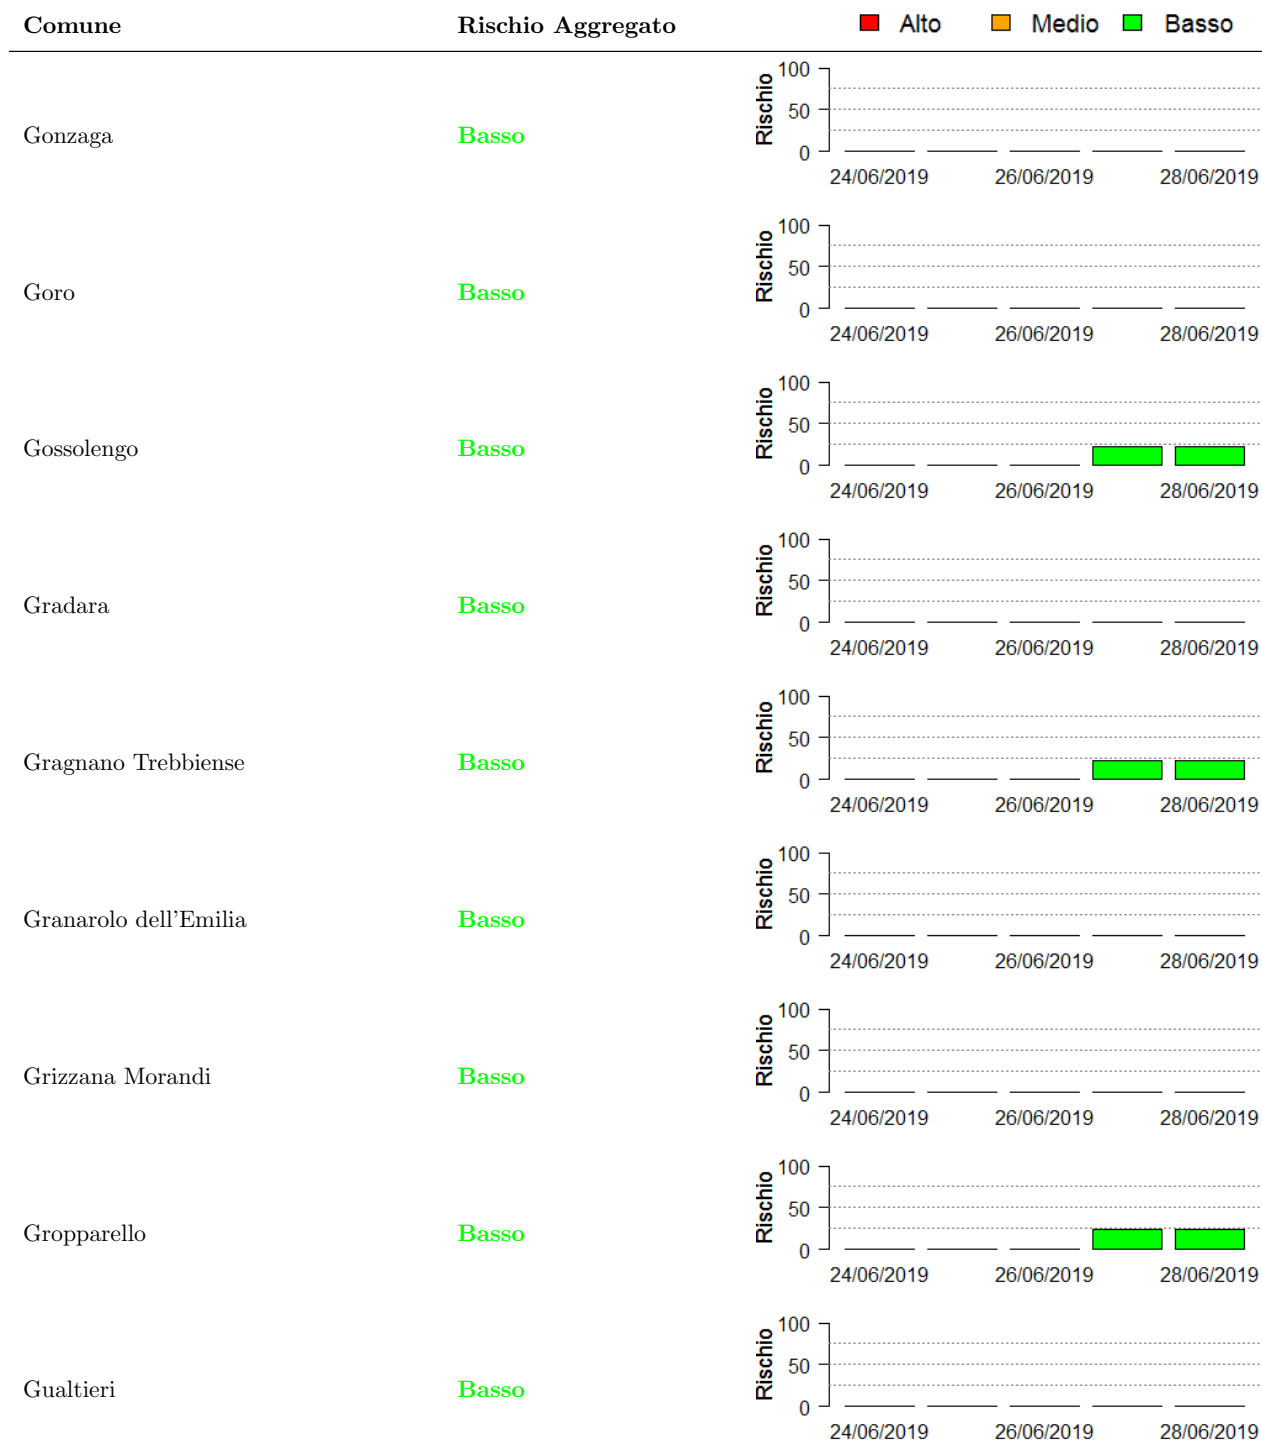 Comune Rischio Aggregato Alto Medio Basso
100
50
0
Rischio
Gonzaga Basso
24/06/2019 26/06/2019 28/06/2019
100
50
0
Rischio
Goro Basso
24/06/2019 26/06/2019 28/06/2019
100
50
0
Rischio
Gossolengo Basso
24/06/2019 26/06/2019 28/06/2019
100
50
0
Rischio
Gradara Basso
24/06/2019 26/06/2019 28/06/2019
100
50
0
Rischio
Gragnano Trebbiense Basso
24/06/2019 26/06/2019 28/06/2019
100
50
0
Rischio
Granarolo dell'Emilia Basso
24/06/2019 26/06/2019 28/06/2019
100
50
0
Rischio
Grizzana Morandi Basso
24/06/2019 26/06/2019 28/06/2019
100
50
0
Rischio
Gropparello Basso
24/06/2019 26/06/2019 28/06/2019
100
50
0
Rischio
Gualtieri Basso
24/06/2019 26/06/2019 28/06/2019